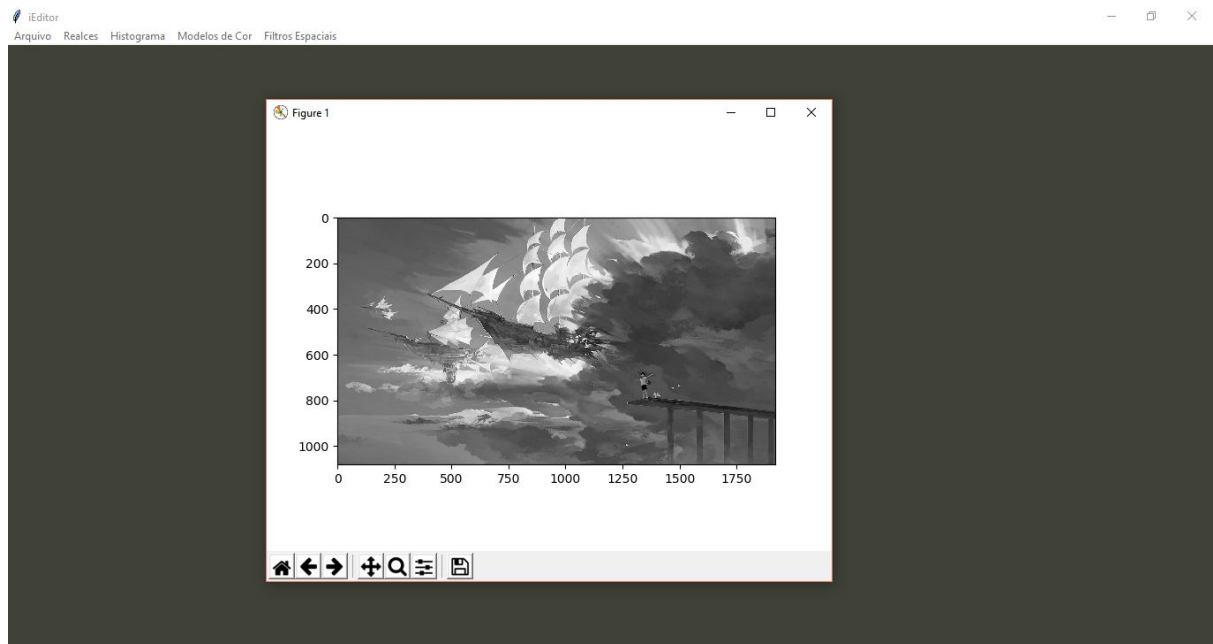 iEditor
Arquivo Realces Histograma Modelos de Cor Filtros Espaciais
Figure 1
0
200
400
600
800
1000
0 250 500 750 1000 1250 1500 1750